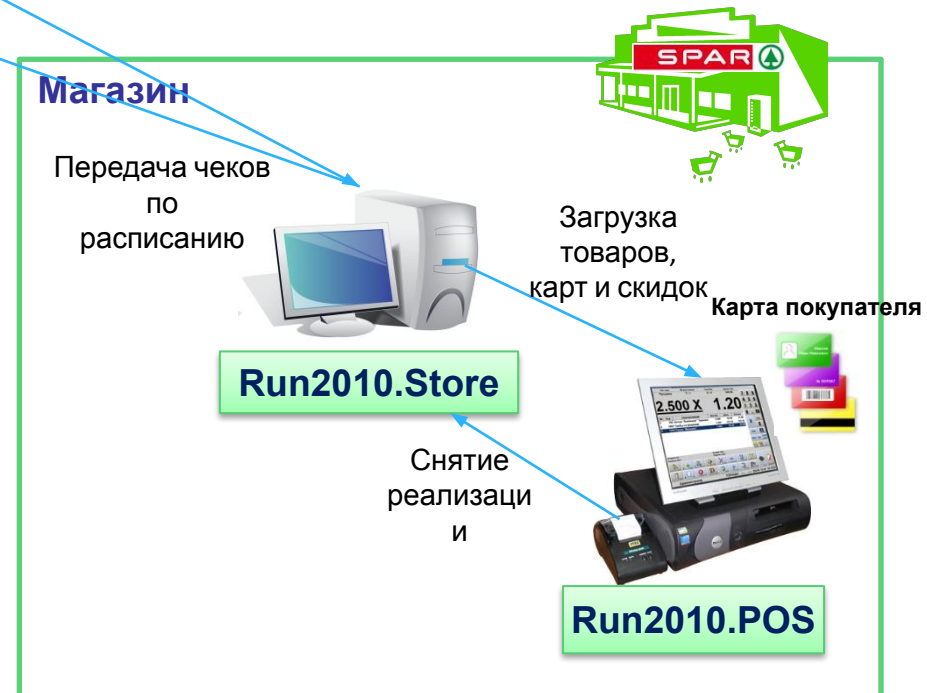 SPAR
Магазин
Передача чеков
по
расписанию
Загрузка
товаров,
карт и скидок
Карта покупателя
Run2010.Store
2.500 X 1.20
Снятие
реализаци
и
Run2010.POS